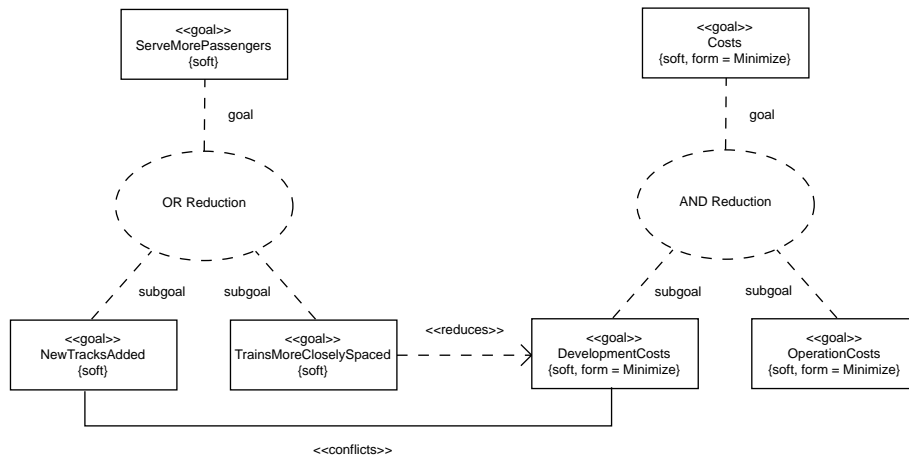 <<goal>>
ServeMorePassengers
{soft}
<<goal>>
Costs
{soft, form = Minimize}
goal
goal
OR Reduction
AND Reduction
subgoal
subgoal
subgoal
subgoal
<<goal>>
NewTracksAdded
{soft}
<<goal>>
TrainsMoreCloselySpaced
{soft}
<<reduces>>
<<goal>>
DevelopmentCosts
{soft, form = Minimize}
<<goal>>
OperationCosts
{soft, form = Minimize}
<<conflicts>>